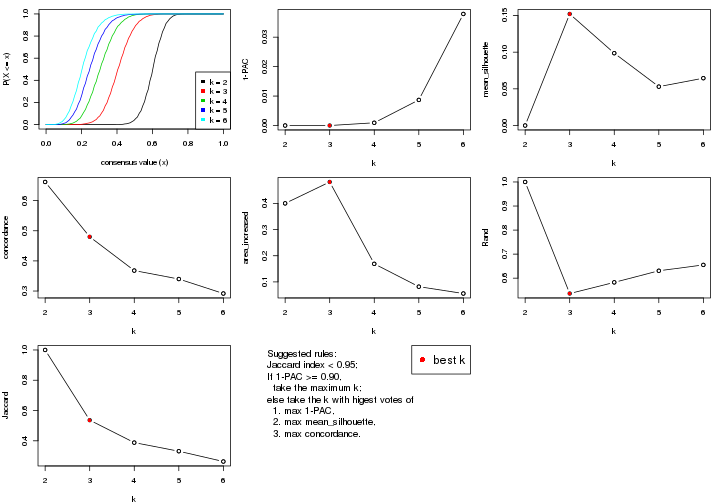 P(X <= x)
1.0
0.8
0.6
0.4
0.2
0.0
k = 2
k = 3
k = 4
k = 5
k = 6
0.0 0.2 0.4 0.6 0.8 1.0
consensus value (x)
1-PAC
0.03
0.02
0.01
0.00
2 3 4 5 6
k
mean_silhouette
0.15
0.10
0.05
0.00
2 3 4 5 6
k
concordance
0.6
0.5
0.4
0.3
2 3 4 5 6
k
area_increased
0.4
0.3
0.2
0.1
2 3 4 5 6
k
Rand
1.0
0.9
0.8
0.7
0.6
2 3 4 5 6
k
Jaccard
1.0
0.8
0.6
0.4
2 3 4 5 6
k
Suggested rules:
Jaccard index < 0.95;
If 1-PAC >= 0.90,
take the maximum k;
else take the k with higest votes of
1. max 1-PAC,
2. max mean_silhouette,
3. max concordance.
best k